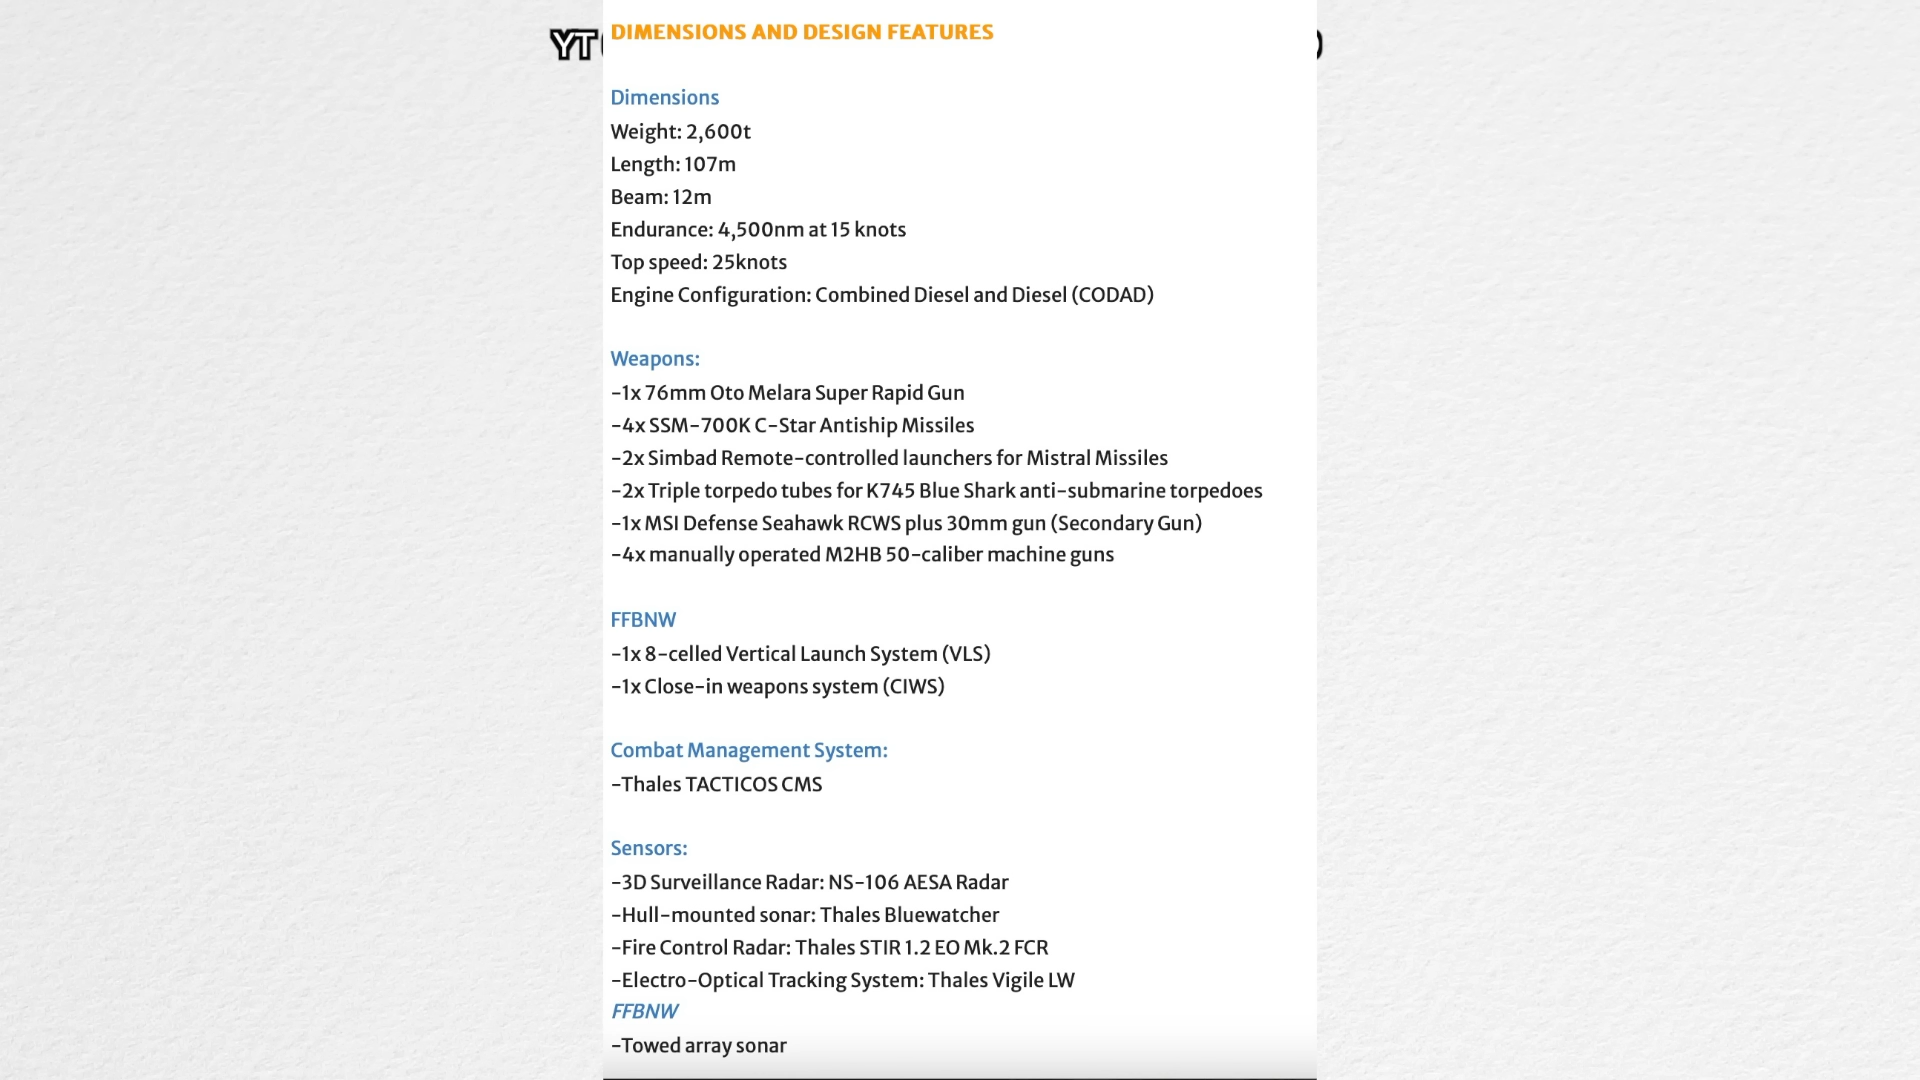 YT
DIMENSIONS AND DESIGN FEATURES
Dimensions
Weight: 2,600t
Length: 107m
Beam: 12m
Endurance: 4,500nm at 15 knots
Top speed: 25knots
Engine Configuration: Combined Diesel and Diesel (CODAD)
Weapons:
-1x 76mm Oto Melara Super Rapid Gun
-4x SSM-700K C-Star Antiship Missiles
-2x Simbad Remote-controlled launchers for Mistral Missiles
-2x Triple torpedo tubes for K745 Blue Shark anti-submarine torpedoes
-1x MSI Defense Seahawk RCWS plus 30mm gun (Secondary Gun)
-4x manually operated M2HB 50-caliber machine guns
FFBNW
-1x 8-celled Vertical Launch System (VLS)
-1x Close-in weapons system (CIWS)
Combat Management System:
-Thales TACTICOS CMS
Sensors:
-3D Surveillance Radar: NS-106 AESA Radar
-Hull-mounted sonar: Thales Bluewatcher
-Fire Control Radar: Thales STIR 1.2 EO Mk.2 FCR
-Electro-Optical Tracking System: Thales Vigile LW
FFBNW
-Towed array sonar